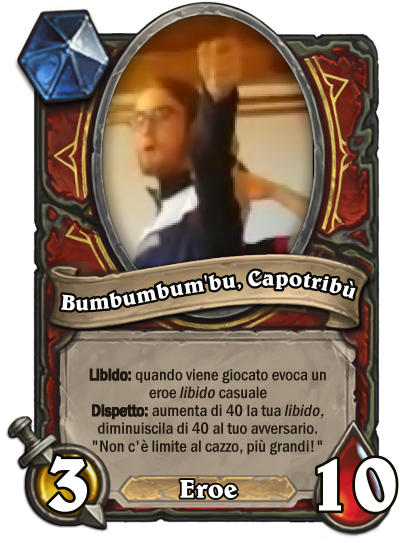 Bumbumbum'bu, Capotribù
Libido: quando viene giocato evoca un
eroe libido casuale
Dispetto: aumenta di 40 la tua libido,
diminuiscila di 40 al tuo avversario.
"Non c'è limite al cazzo, più grandi!"
3
Eroe
10